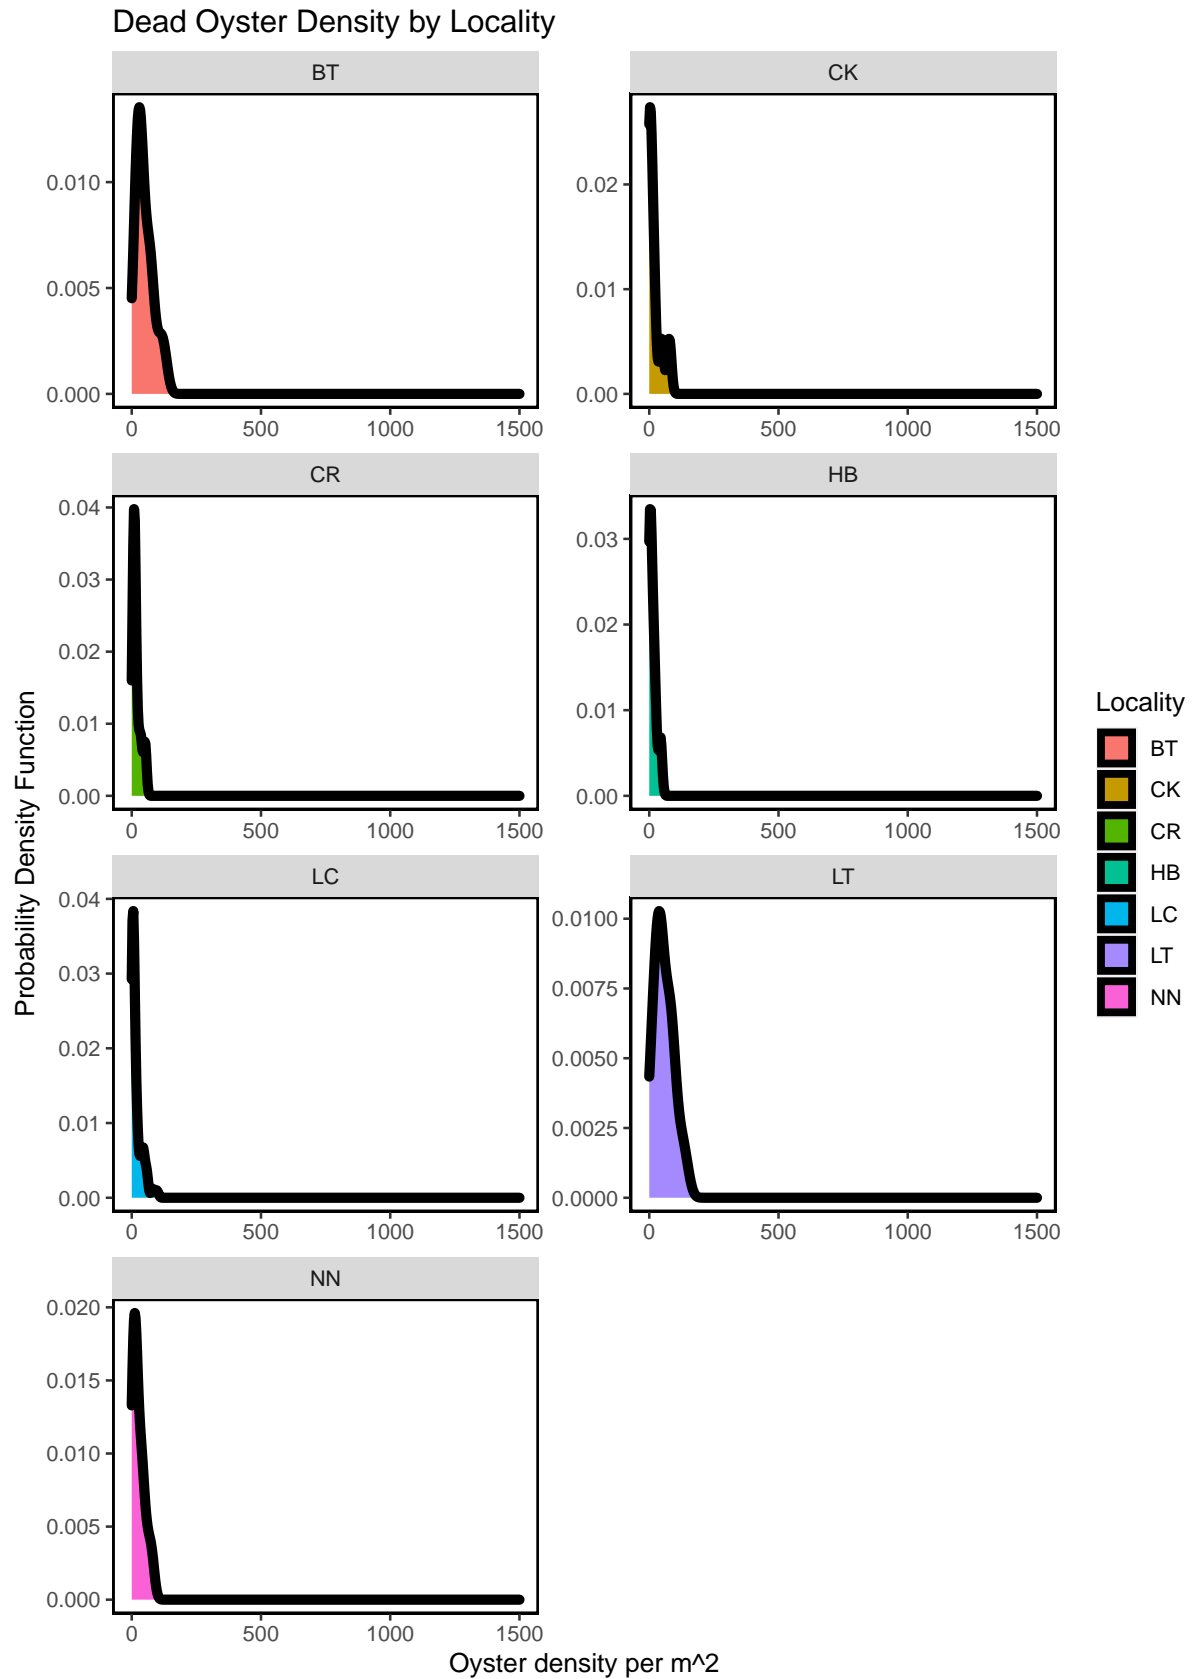 Dead Oyster Density by Locality
BT
CK
0.010
0.005
0.000
0.02
0.01
0.00
0 500 1000 1500
0 500 1000 1500
CR
HB
0.04
0.03
0.02
0.01
0.00
0.03
0.02
0.01
0.00
0 500 1000 1500
0 500 1000 1500
LC
LT
0.04
0.03
0.02
0.01
0.00
0.0100
0.0075
0.0050
0.0025
0.0000
0 500 1000 1500
0 500 1000 1500
NN
0.020
0.015
0.010
0.005
0.000
0 500 1000 1500
Probability Density Function
Oyster density per m^2
Locality
BT
CK
CR
HB
LC
LT
NN